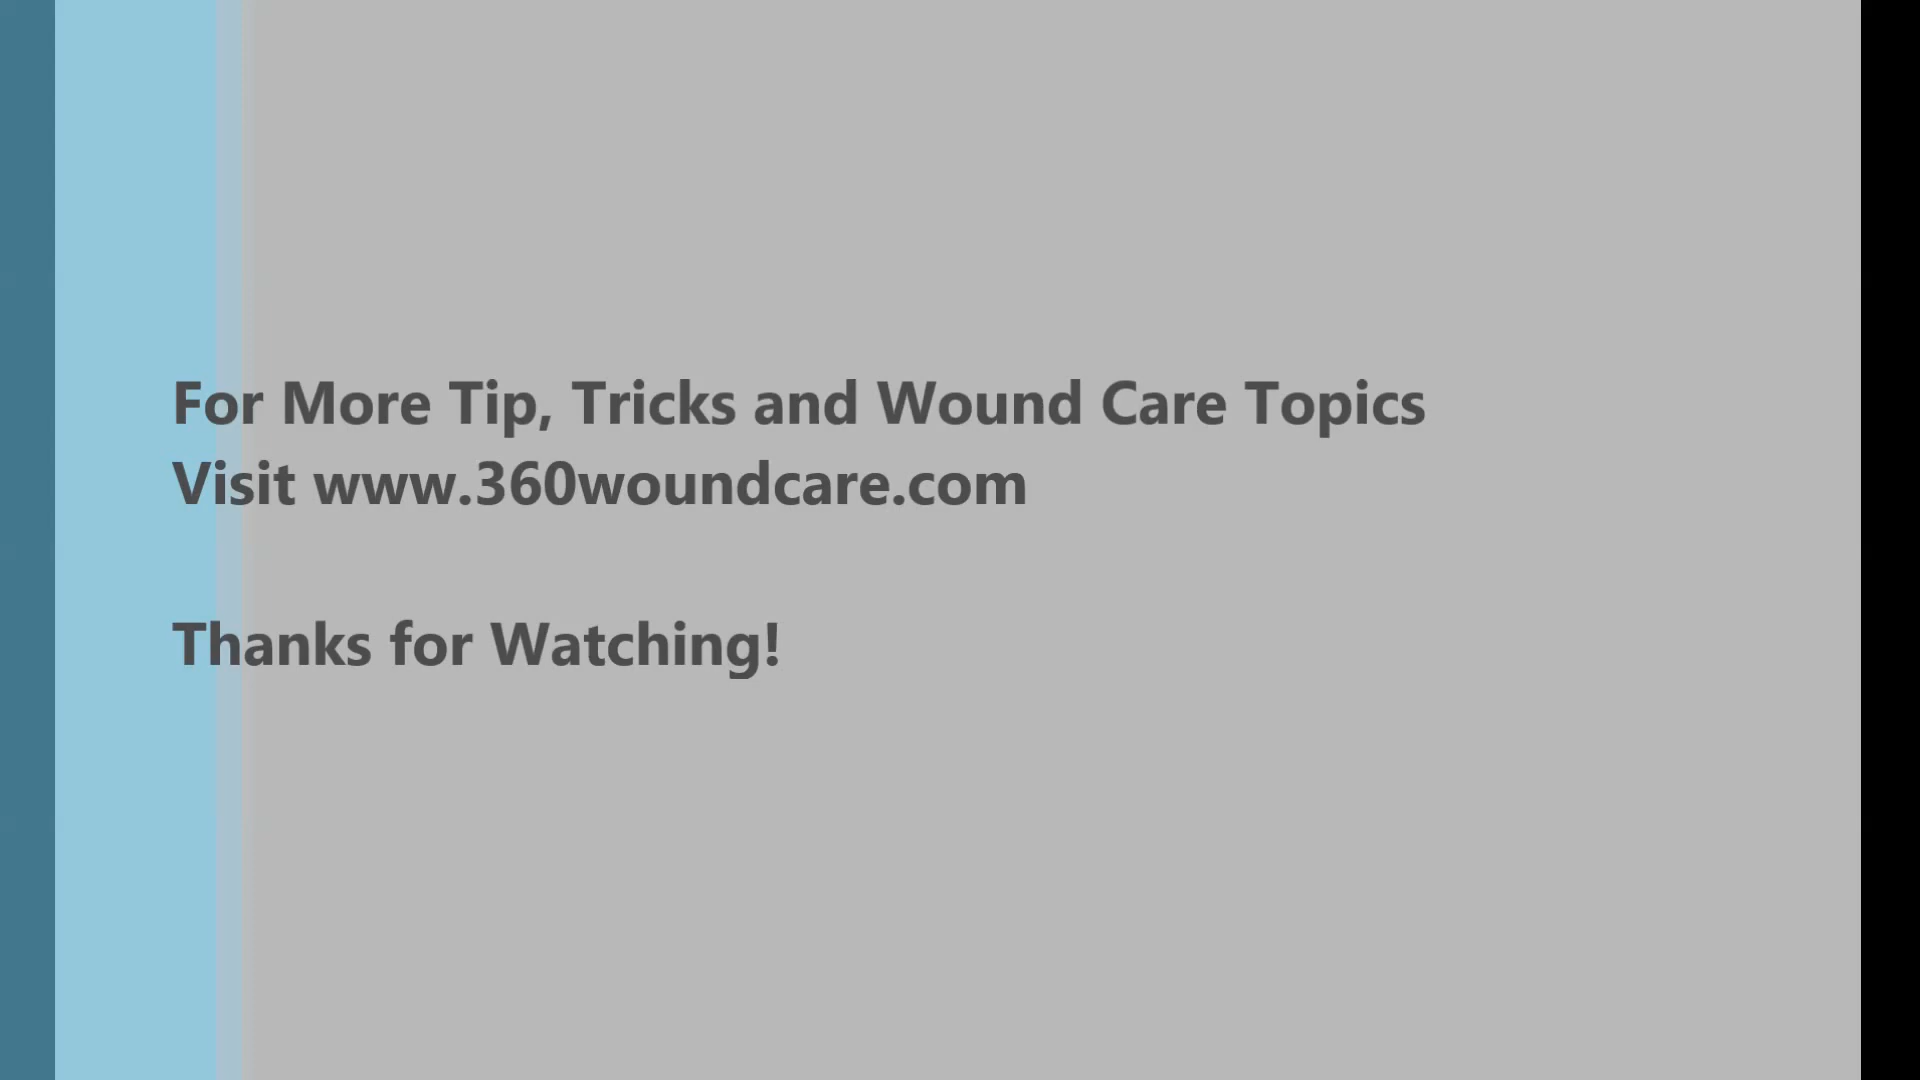 For More Tip, Tricks and Wound Care Topics
Visit www.360woundcare.com
Thanks for Watching!